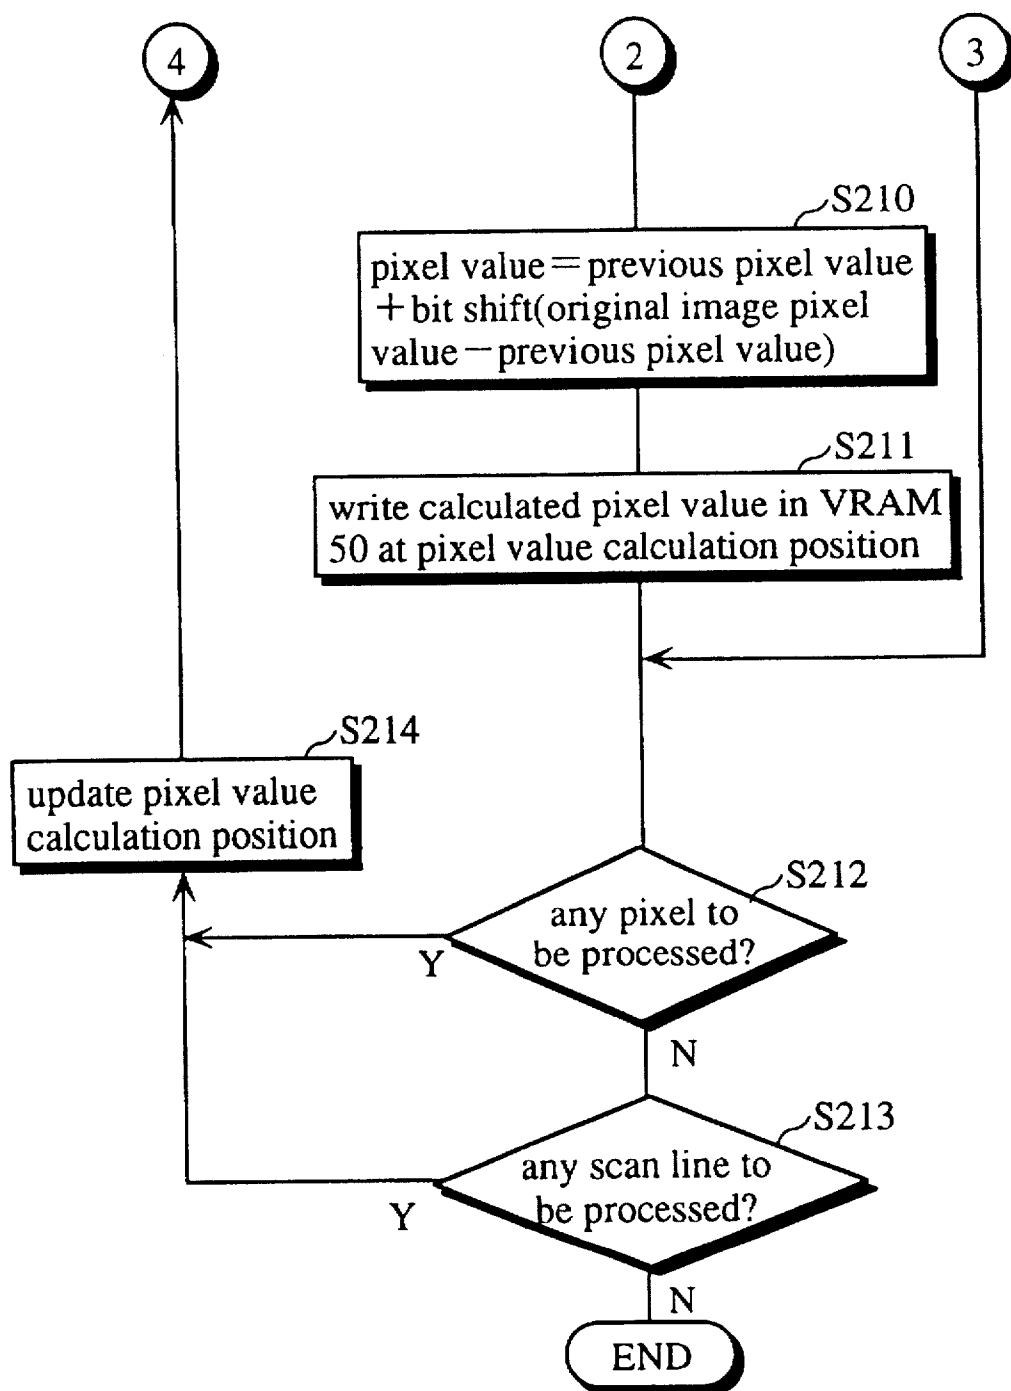 4
2
3
S210
pixel value=previous pixel value
+bit shift(original image pixel
value−previous pixel value)
S211
write calculated pixel value in VRAM
50 at pixel value calculation position
S214
update pixel value
calculation position
S212
any pixel to
be processed?
Y
N
S213
any scan line to
be processed?
Y
N
END